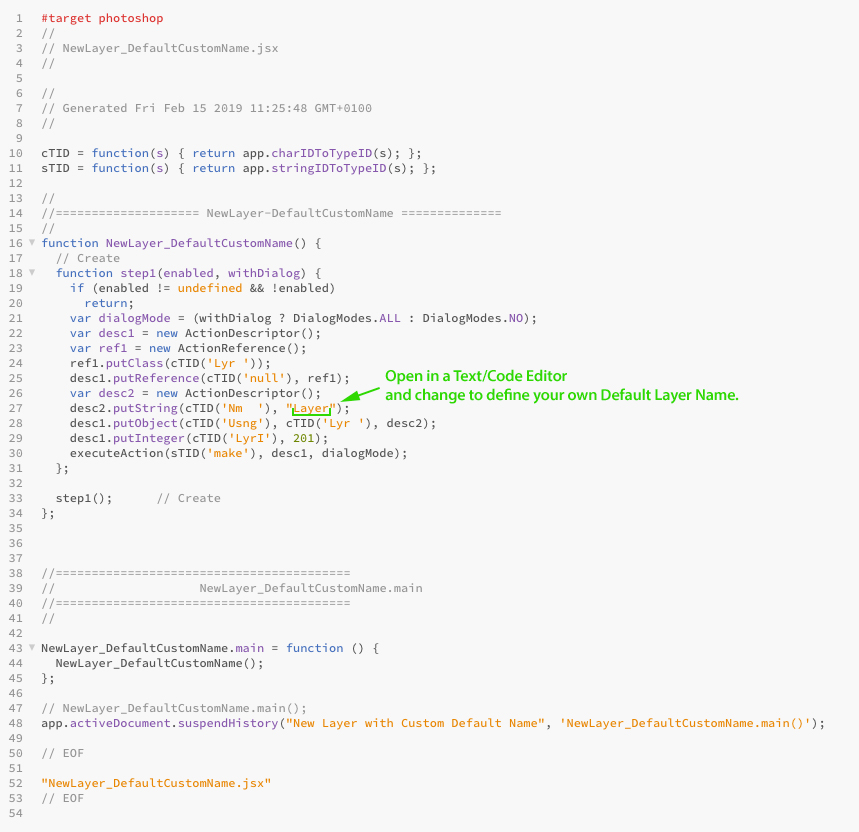 1 #target photoshop
2 //
3 // NewLayer_DefaultCustomName.jsx
4 //
5
6 //
7 // Generated Fri Feb 15 2019 11:25:48 GMT+0100
8 //
9
10 cTID = function(s) { return app.charIDToTypeID(s); };
11 sTID = function(s) { return app.stringIDToTypeID(s); };
12
13 //
14 //==================== NewLayer-DefaultCustomName ==============
15 //
16 function NewLayer_DefaultCustomName() {
17   // Create
18   function step1(enabled, withDialog) {
19     if (enabled != undefined && !enabled)
20       return;
21     var dialogMode = (withDialog ? DialogModes.ALL : DialogModes.NO);
22     var desc1 = new ActionDescriptor();
23     var ref1 = new ActionReference();
24     ref1.putClass(cTID('Lyr '));
25     desc1.putReference(cTID('null'), ref1);
Open in a Text/Code Editor
and change to define your own Default Layer Name.
26     var desc2 = new ActionDescriptor();
27     desc2.putString(cTID('Nm  '), "Layer");
28     desc1.putObject(cTID('Usng'), cTID('Lyr '), desc2);
29     desc1.putInteger(cTID('LyrI'), 201);
30     executeAction(sTID('make'), desc1, dialogMode);
31   };
32
33   step1();      // Create
34 };
35
36
37
38 //=========================================
39 //                    NewLayer_DefaultCustomName.main
40 //=========================================
41 //
42
43 NewLayer_DefaultCustomName.main = function () {
44   NewLayer_DefaultCustomName();
45 };
46
47 // NewLayer_DefaultCustomName.main();
48 app.activeDocument.suspendHistory("New Layer with Custom Default Name", 'NewLayer_DefaultCustomName.main()');
49
50 // EOF
51
52 "NewLayer_DefaultCustomName.jsx"
53 // EOF
54